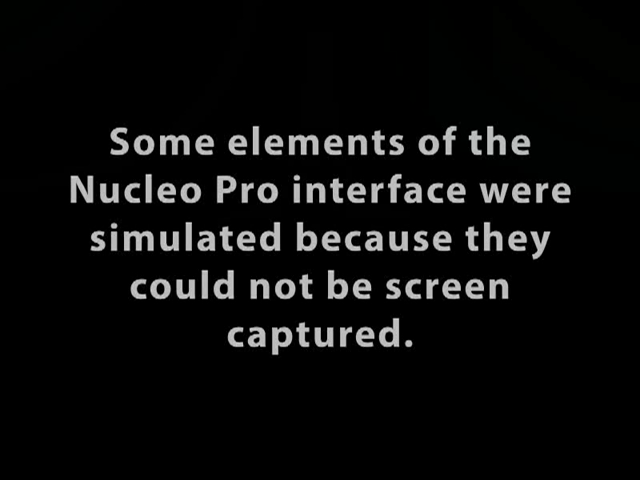 Some elements of the
Nucleo Pro interface were
simulated because they
could not be screen
captured.